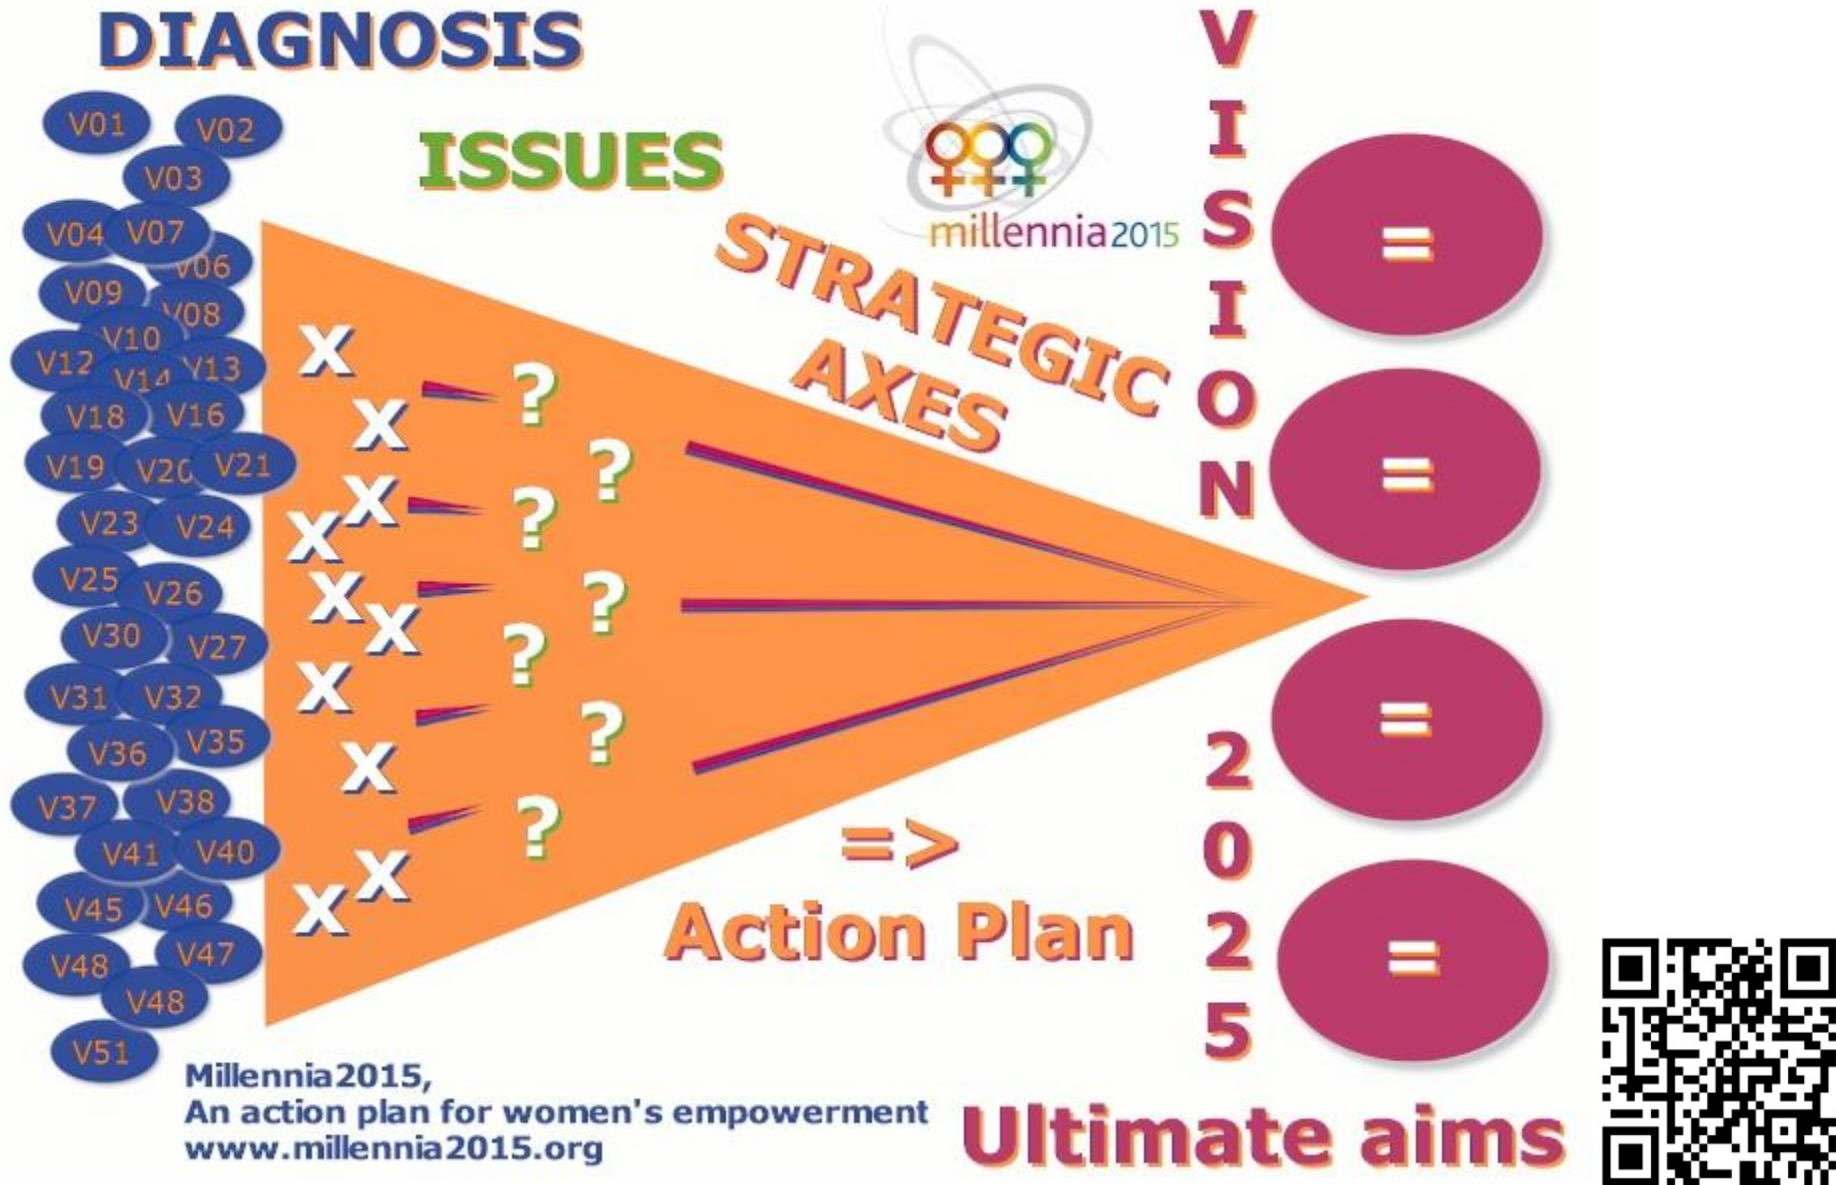 DIAGNOSIS
V01
V02
V03
V04
V07
V06
V09
V08
V10
V12
V14
V13
V18
V16
V19
V20
V21
V23
V24
V25
V26
V30
V27
V31
V32
V36
V35
V37
V38
V41
V40
V45
V46
V48
V47
V48
V51
ISSUES
millennia2015
STRATEGIC
AXES
X
X
X
X
X
X
X
X
X
X
?
?
?
?
?
?
?
=>
Action Plan
VISION
2025
=
=
=
=
Millennia2015,
An action plan for women's empowerment
www.millennia2015.org
Ultimate aims